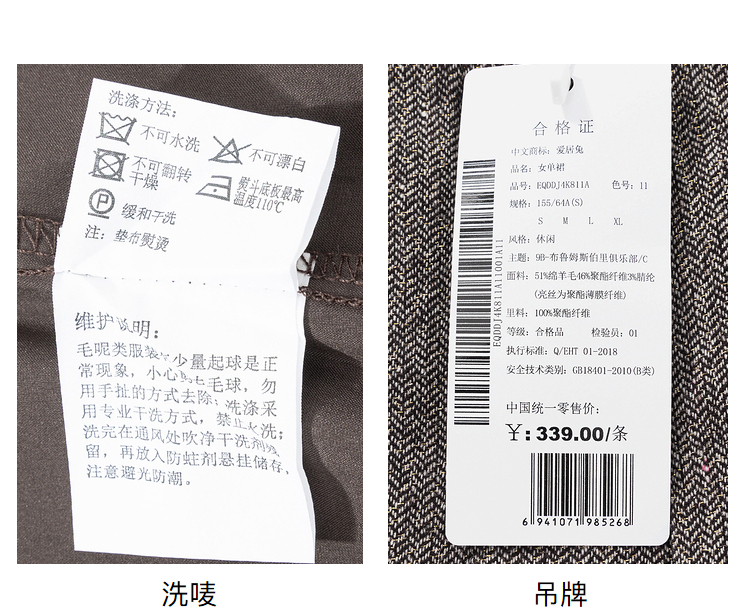 洗涤方法:
不可水洗
不可漂白
不可翻转
干燥
熨斗底板最高
温度110℃
P
缓和干洗
注: 垫布熨烫
维护说明:
毛呢类服装少量起球是正
常现象, 小心 毛球, 勿
用手扯的方式去除; 洗涤采
用专业干洗方式, 禁止水洗;
洗完在通风处吹净干洗剂残
留, 再放入防蛀剂悬挂储存,
注意避光防潮。
洗唛
合格证
中文商标: 爱居兔
品名: 女单裙
品号: EQDDJ4K811A 色号: 11
规格: 155/64A(S)
S M L XL
风格: 休闲
主题: 9B-布鲁姆斯伯里俱乐部/C
面料: 51%绵羊毛46%聚酯纤维3%腈纶
(亮丝为聚酯薄膜纤维)
里料: 100%聚酯纤维
等级: 合格品 检验员: 01
执行标准: Q/EHT 01-2018
安全技术类别: GB18401-2010(B类)
中国统一零售价:
¥: 339.00/条
6 941071 985268
EQDDJ4K811A11001A11
吊牌